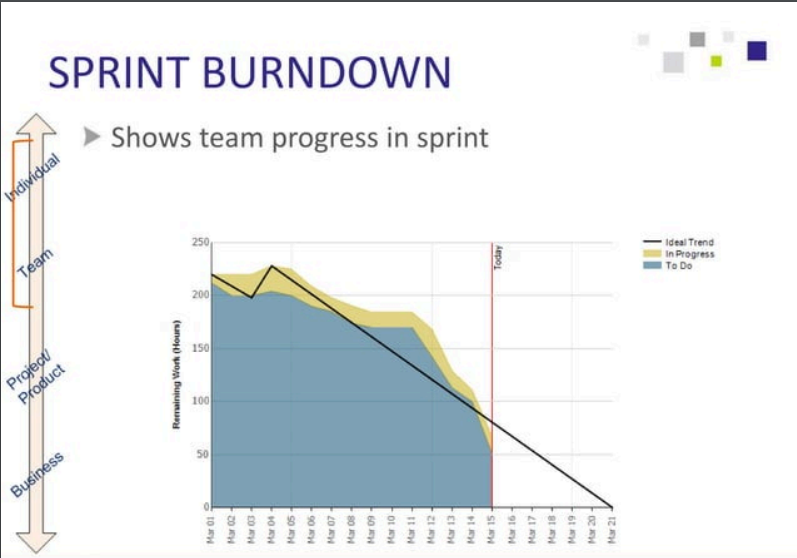 SPRINT BURNDOWN
Shows team progress in sprint
Individual
Team
Project/
Product
Business
Remaining Work (Hours)
250
200
150
100
50
0
Mar 01
Mar 02
Mar 03
Mar 04
Mar 05
Mar 06
Mar 07
Mar 08
Mar 09
Mar 10
Mar 11
Mar 12
Mar 13
Mar 14
Mar 15
Mar 16
Mar 17
Mar 18
Mar 19
Mar 20
Mar 21
Today
Ideal Trend
In Progress
To Do